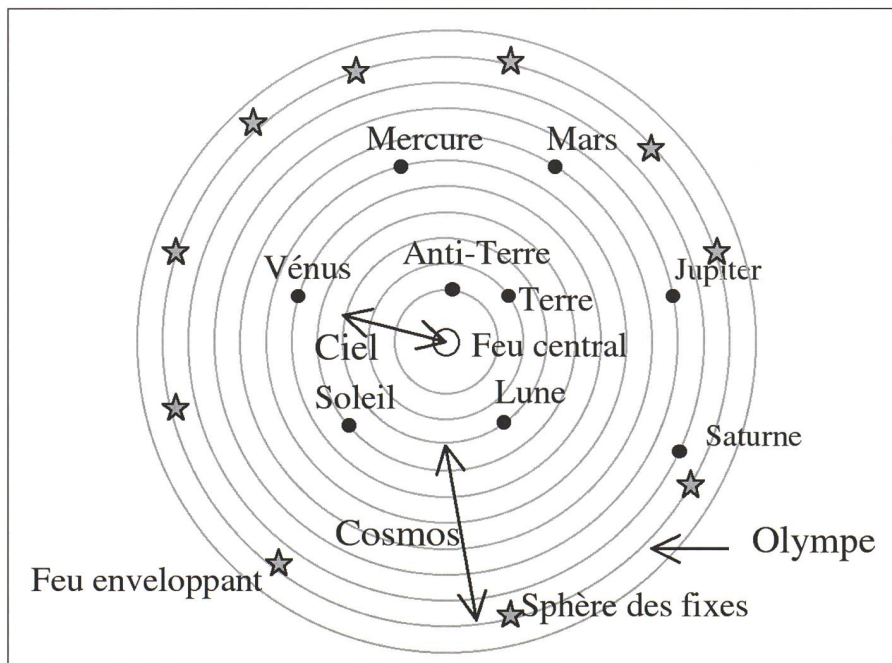 Mercure
Mars
Anti-Terre
Vénus
Jupiter
Terre
Ciel
Feu central
Soleil
Lune
Saturne
Cosmos
Olympe
Feu enveloppant
Sphère des fixes